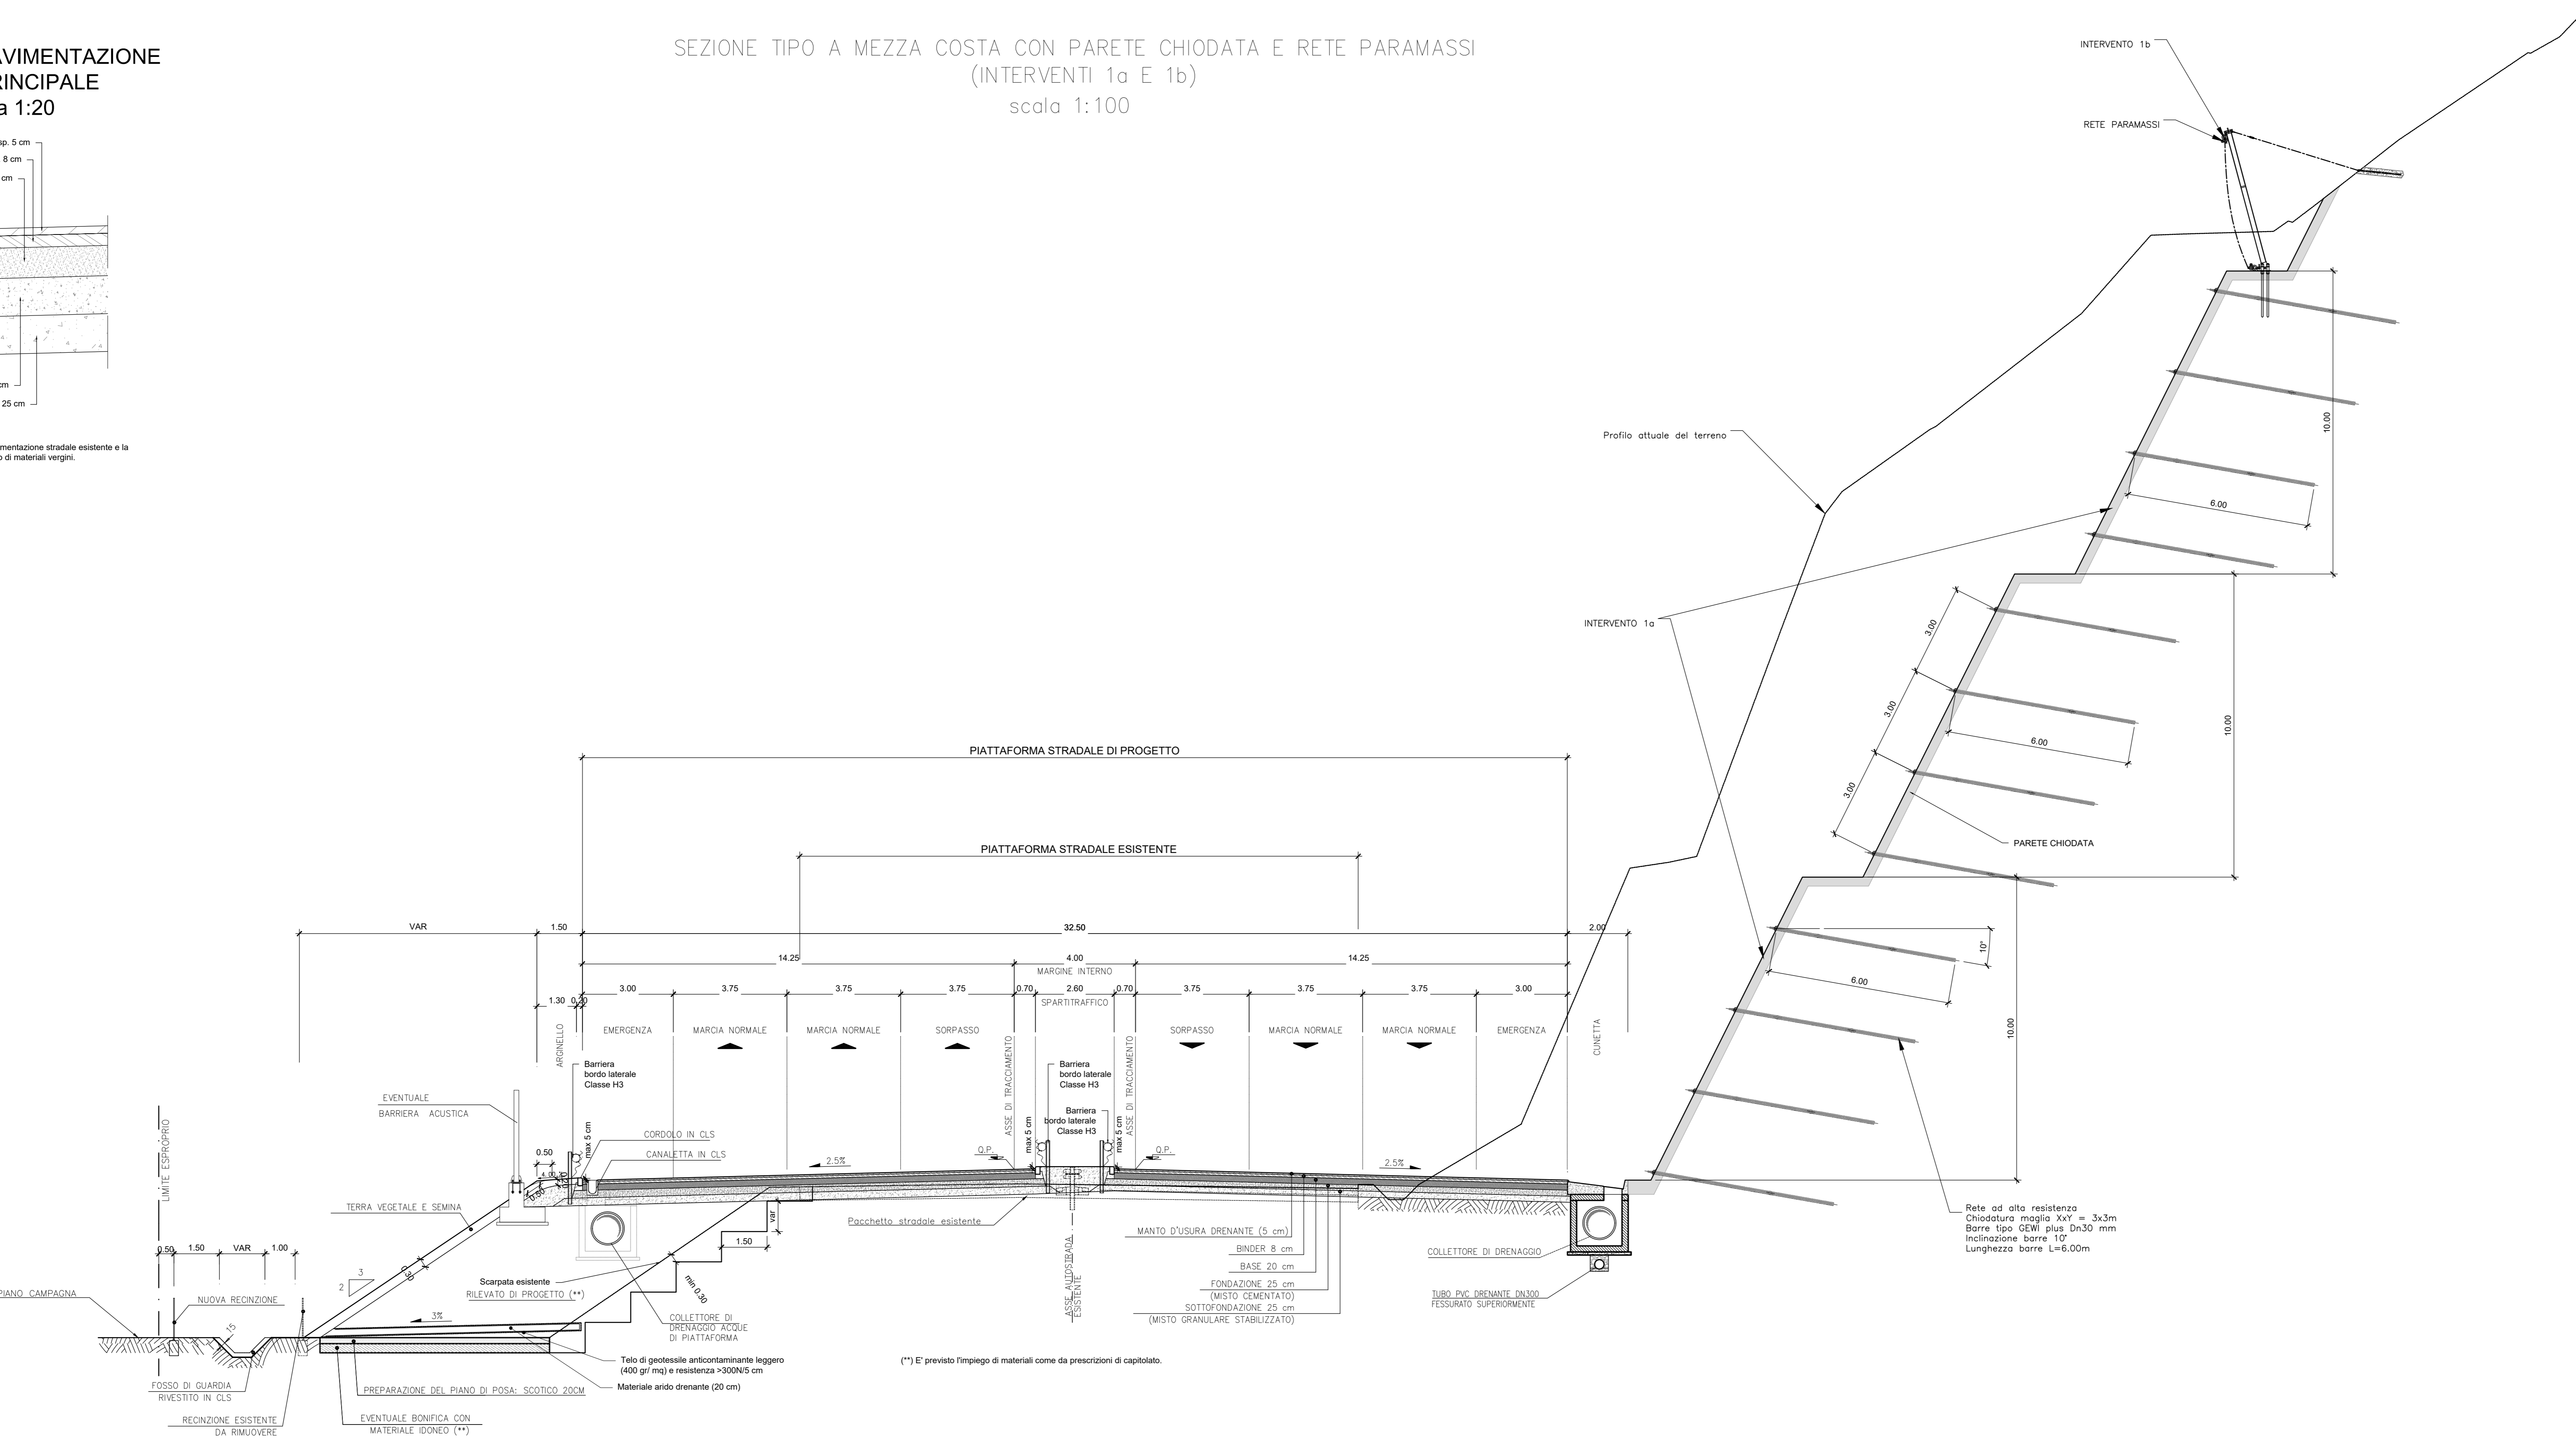 AVIMENTAZIONE
RINCIPALE
a 1:20
sp. 5 cm
8 cm
cm
cm
25 cm
mentazione stradale esistente e la
o di materiali vergini.
SEZIONE TIPO A MEZZA COSTA CON PARETE CHIODATA E RETE PARAMASSI
(INTERVENTI 1a E 1b)
scala 1:100
INTERVENTO 1b
RETE PARAMASSI
Profilo attuale del terreno
10.00
6.00
INTERVENTO 1a
3.00
3.00
3.00
6.00
10.00
PARETE CHIODATA
10°
6.00
10.00
Rete ad alta resistenza
Chiodatura maglia XxY = 3x3m
Barre tipo GEWI plus Dn30 mm
Inclinazione barre 10°
Lunghezza barre L=6.00m
PIATTAFORMA STRADALE DI PROGETTO
PIATTAFORMA STRADALE ESISTENTE
VAR
1.50
32.50
2.00
14.25
4.00
14.25
MARGINE INTERNO
1.30
0.20
3.00
3.75
3.75
3.75
0.70
2.60
0.70
3.75
3.75
3.75
3.00
SPARTITRAFFICO
ARGINELLO
EMERGENZA
MARCIA NORMALE
MARCIA NORMALE
SORPASSO
ASSE DI TRACCIAMENTO
ASSE DI TRACCIAMENTO
SORPASSO
MARCIA NORMALE
MARCIA NORMALE
EMERGENZA
CUNETTA
Barriera
bordo laterale
Classe H3
Barriera
bordo laterale
Classe H3
Barriera
bordo laterale
Classe H3
EVENTUALE
BARRIERA ACUSTICA
LIMITE ESPROPRIO
max 5 cm
CORDOLO IN CLS
CANALETTA IN CLS
max 5 cm
max 5 cm
Q.P.
Q.P.
2.5%
2.5%
0.50
4.00%
0.20
0.50
TERRA VEGETALE E SEMINA
Pacchetto stradale esistente
var
1.50
MANTO D'USURA DRENANTE (5 cm)
BINDER 8 cm
BASE 20 cm
FONDAZIONE 25 cm
(MISTO CEMENTATO)
SOTTOFONDAZIONE 25 cm
(MISTO GRANULARE STABILIZZATO)
ASSE AUTOSTRADA
ESISTENTE
COLLETTORE DI DRENAGGIO
TUBO PVC DRENANTE DN300
FESSURATO SUPERIORMENTE
0.50
1.50
VAR
1.00
3
2
0.30
Scarpata esistente
RILEVATO DI PROGETTO (**)
min 0.30
PIANO CAMPAGNA
NUOVA RECINZIONE
3%
15
COLLETTORE DI
DRENAGGIO ACQUE
DI PIATTAFORMA
Telo di geotessile anticontaminante leggero
(400 gr/ mq) e resistenza >300N/5 cm
Materiale arido drenante (20 cm)
(**) E' previsto l'impiego di materiali come da prescrizioni di capitolato.
FOSSO DI GUARDIA
RIVESTITO IN CLS
PREPARAZIONE DEL PIANO DI POSA: SCOTICO 20CM
RECINZIONE ESISTENTE
DA RIMUOVERE
EVENTUALE BONIFICA CON
MATERIALE IDONEO (**)